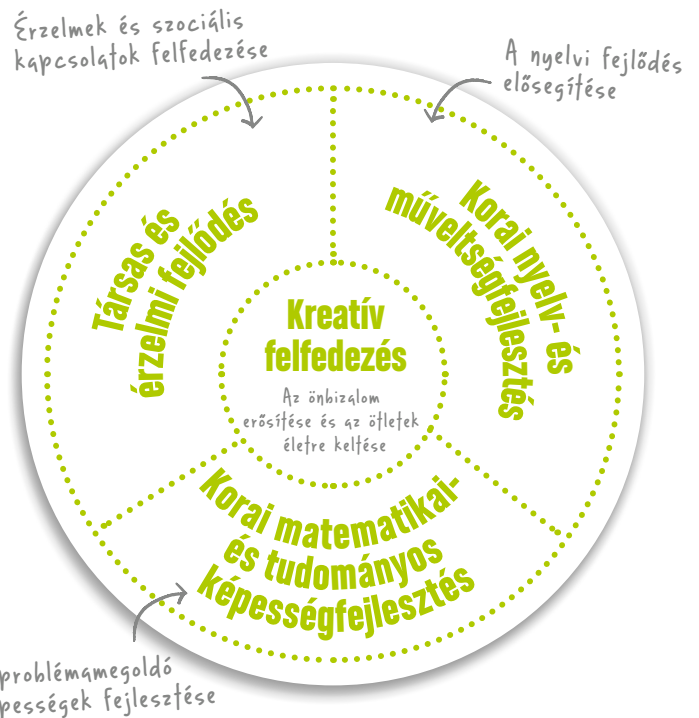 Érzelmek és szociális
kapcsolatok felfedezése
A nyelvi fejlődés
elősegítése
Társas és
érzelmi fejlődés
Korai nyelv- és
műveltségfejlesztés
Kreatív
felfedezés
Az önbizalom
erősítése és az ötletek
életre keltése
Korai matematikai-
és tudományos
képességfejlesztés
problémamegoldó
pességek fejlesztése